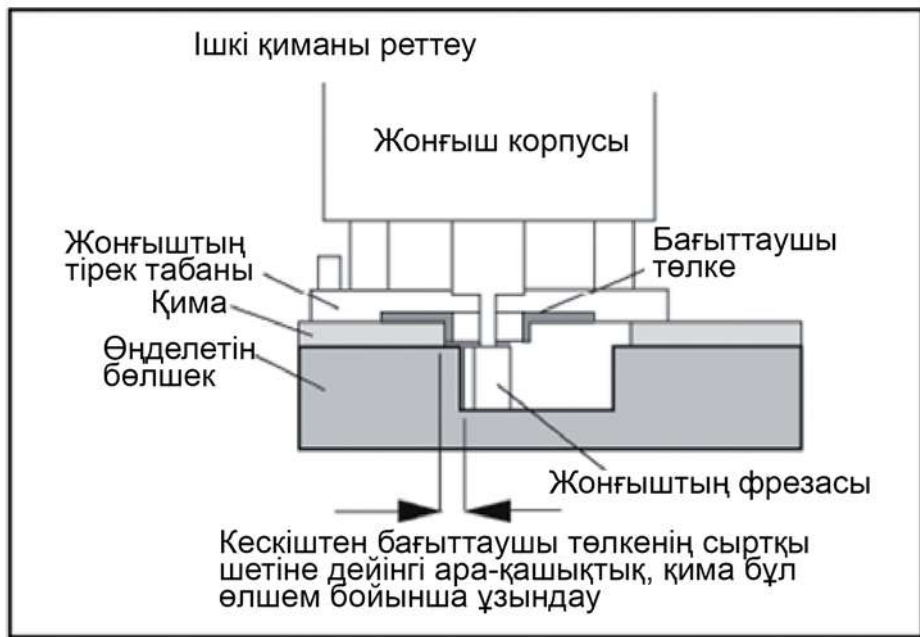 Ішкі қиманы реттеу
Жонғыш корпусы
Жонғыштың
тірек табаны
Бағыттаушы
төлке
Қима
Өңделетін
бөлшек
Жонғыштың фрезасы
Кескіштен бағыттаушы төлкенің сыртқы
шетіне дейінгі ара-қашықтық, қима бұл
өлшем бойынша ұзындау